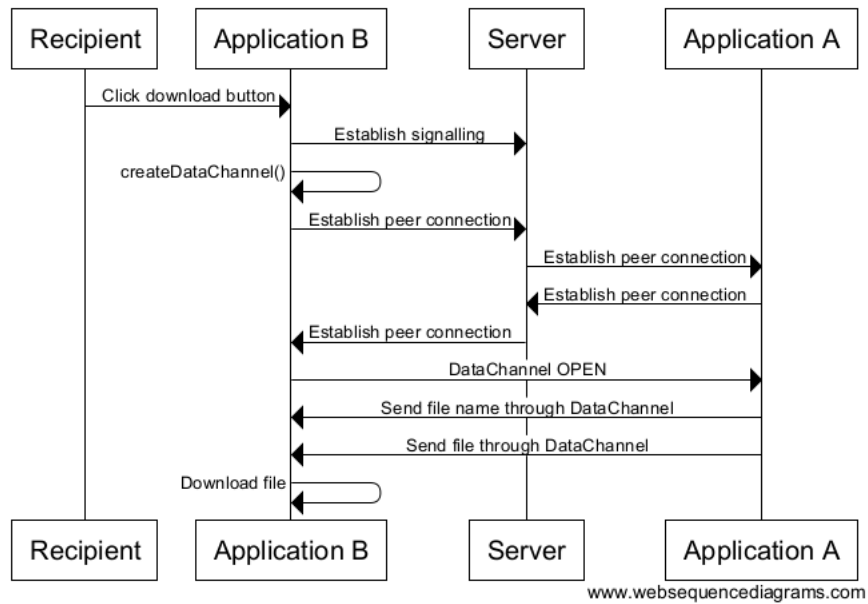 Recipient
Application B
Server
Application A
Click download button
Establish signalling
createDataChannel()
Establish peer connection
Establish peer connection
Establish peer connection
Establish peer connection
DataChannel OPEN
Send file name through DataChannel
Send file through DataChannel
Download file
Recipient
Application B
Server
Application A
www.websequencediagrams.com